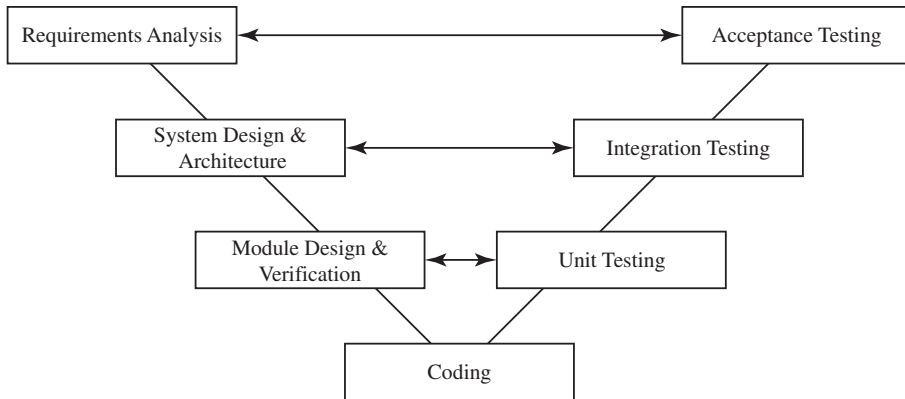 Requirements Analysis
Acceptance Testing
System Design &
Architecture
Integration Testing
Module Design &
Verification
Unit Testing
Coding